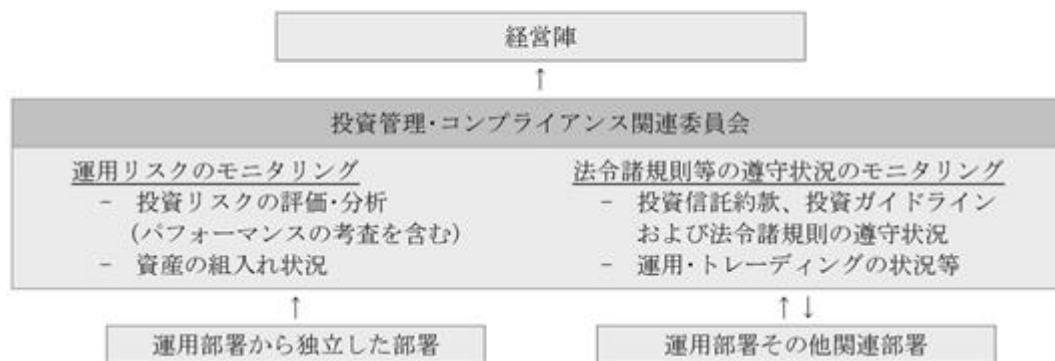 経営陣
↑
投資管理・コンプライアンス関連委員会
運用リスクのモニタリング
- 投資リスクの評価・分析
(パフォーマンスの考査を含む)
- 資産の組入れ状況
法令諸規則等の遵守状況のモニタリング
- 投資信託約款、投資ガイドライン
および法令諸規則の遵守状況
- 運用・トレーディングの状況等
↑
↑↓
運用部署から独立した部署
運用部署その他関連部署